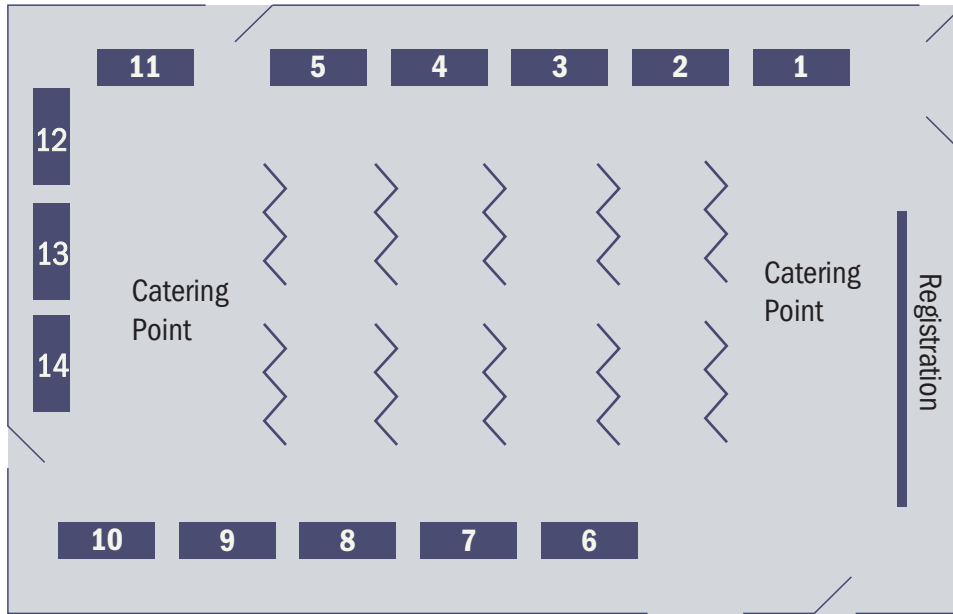 11
5
4
3
2
1
12
13
14
Catering
Point
Catering
Point
Registration
10
9
8
7
6